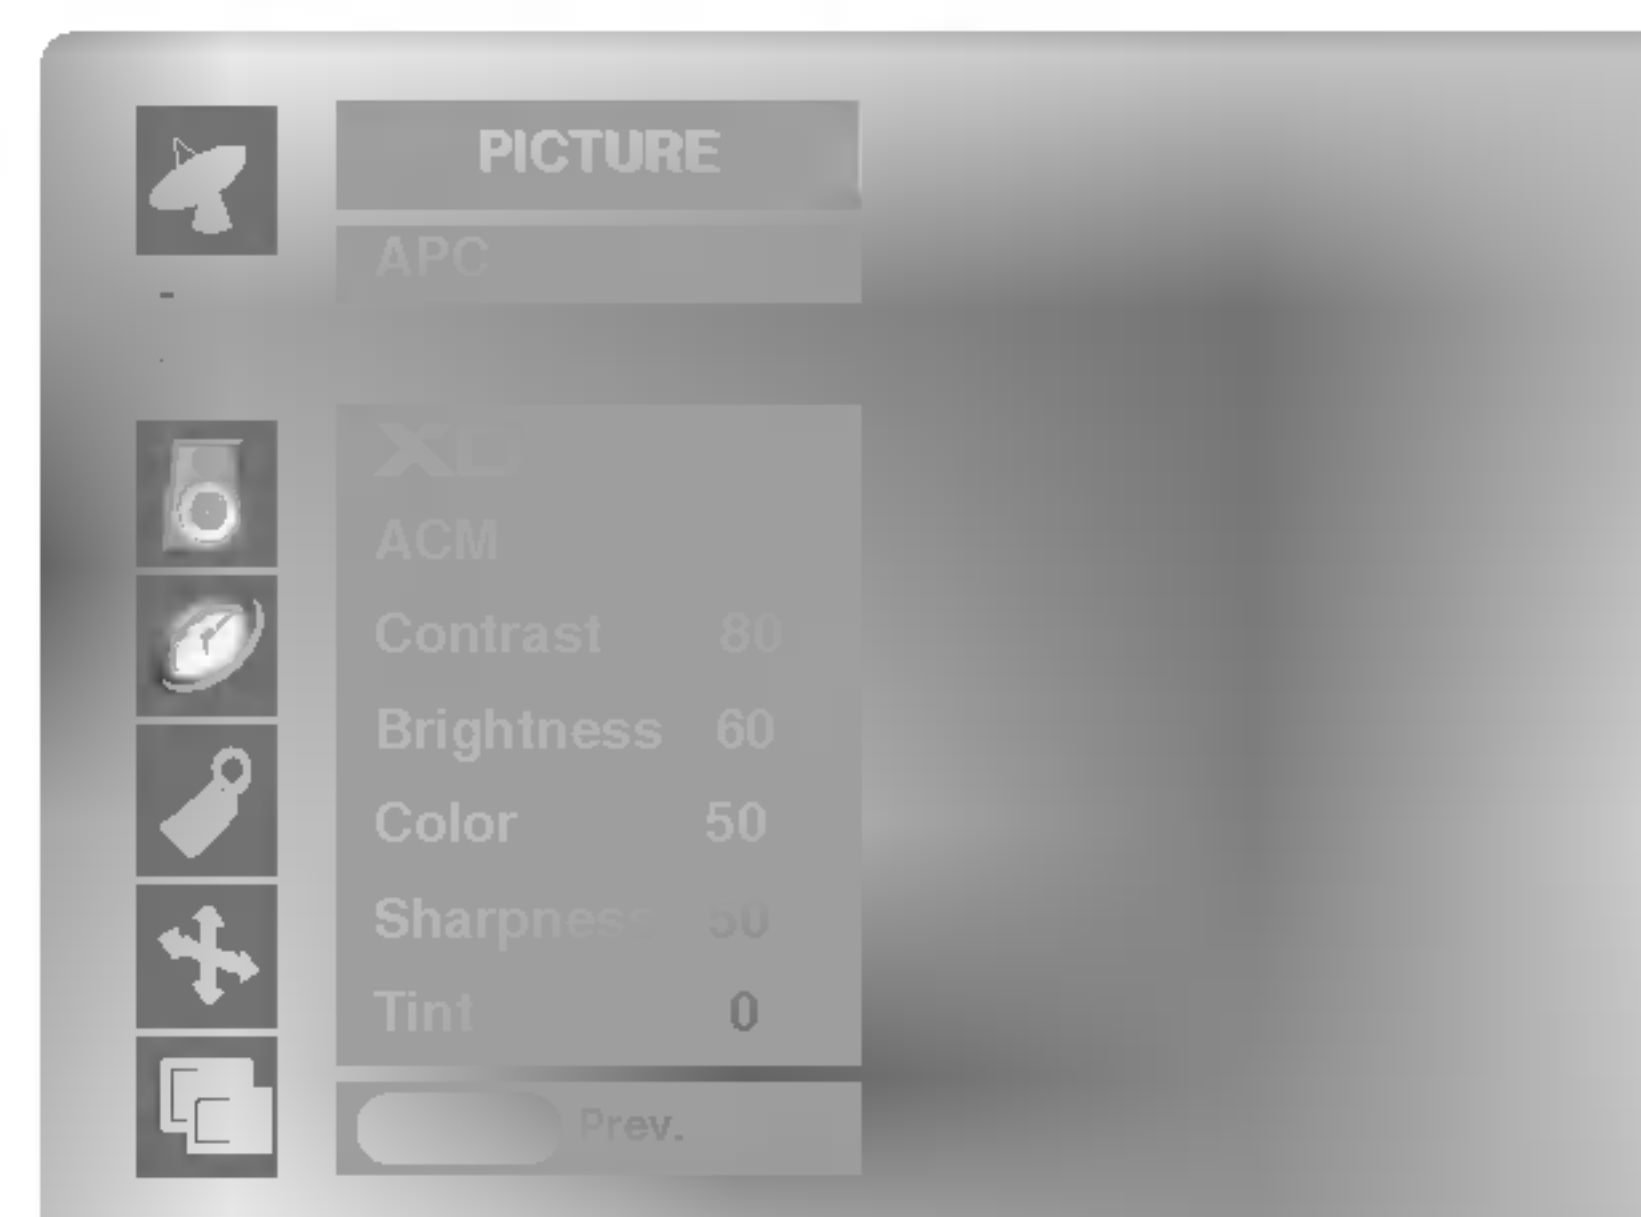 PICTURE
APC
XD
ACM
Contrast 80
Brightness 60
Color 50
Sharpness 50
Tint 0
Prev.